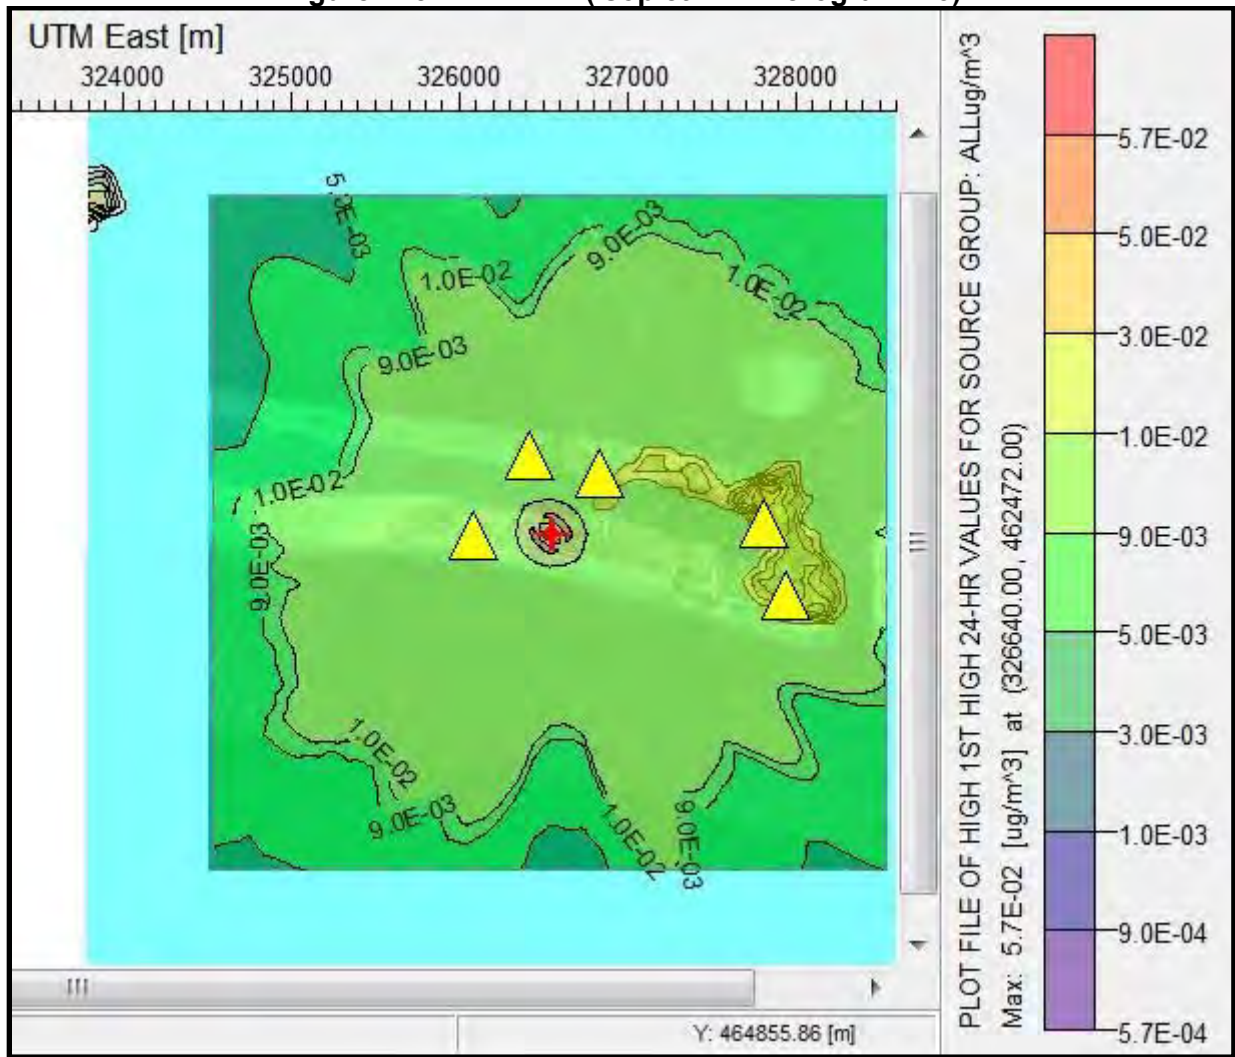 UTM East [m]
324000 325000 326000 327000 328000
5.0E-03
9.0E-03
1.0E-02
1.0E-02
9.0E-03
1.0E-02
9.0E-03
1.0E-02
9.0E-03
1.0E-02
9.0E-03
Y: 464855.86 [m]
PLOT FILE OF HIGH 1ST HIGH 24-HR VALUES FOR SOURCE GROUP: ALLug/m^3
Max: 5.7E-02 [ug/m^3] at (326640.00, 462472.00)
5.7E-02
5.0E-02
3.0E-02
1.0E-02
9.0E-03
5.0E-03
3.0E-03
1.0E-03
9.0E-04
5.7E-04